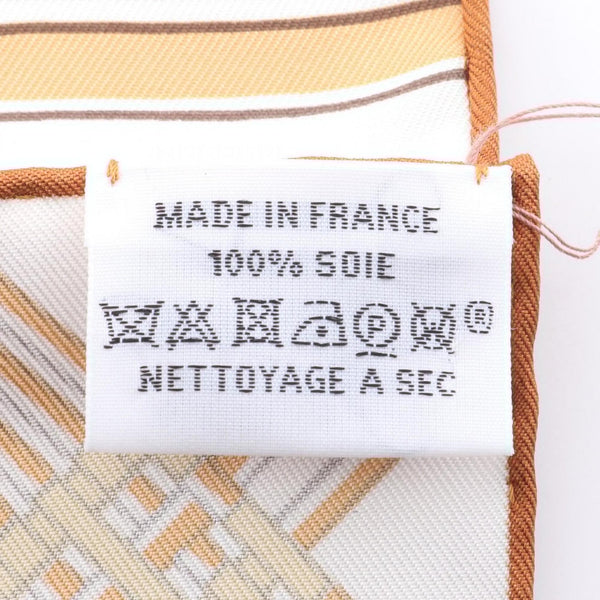 MADE IN FRANCE
100% SOIE
P W ®
NETTOYAGE A SEC